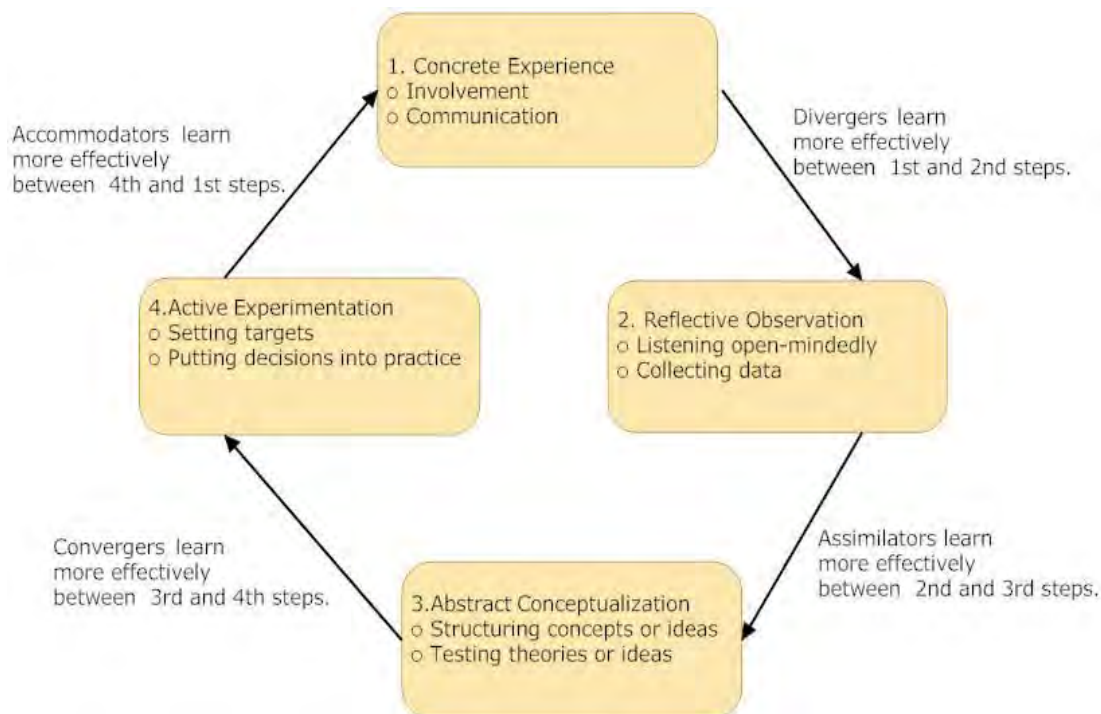 1. Concrete Experience
○ Involvement
○ Communication
Accommodators learn
more effectively
between 4th and 1st steps.
Divergers learn
more effectively
between 1st and 2nd steps.
4.Active Experimentation
○ Setting targets
○ Putting decisions into practice
2. Reflective Observation
○ Listening open-mindedly
○ Collecting data
Convergers learn
more effectively
between 3rd and 4th steps.
Assimilators learn
more effectively
between 2nd and 3rd steps.
3.Abstract Conceptualization
○ Structuring concepts or ideas
○ Testing theories or ideas